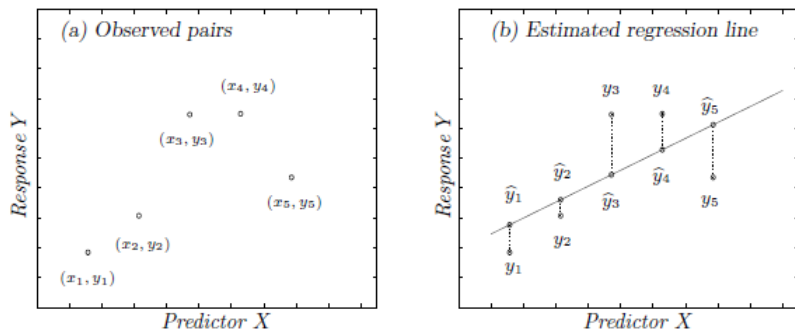 (a) Observed pairs
(x₄, y₄)
(x₃, y₃)
(x₅, y₅)
(x₂, y₂)
(x₁, y₁)
Response Y
Predictor X
(b) Estimated regression line
y₃ y₄ ŷ₅
ŷ₁ ŷ₂ ŷ₃ ŷ₄ y₅
y₁ y₂
Response Y
Predictor X